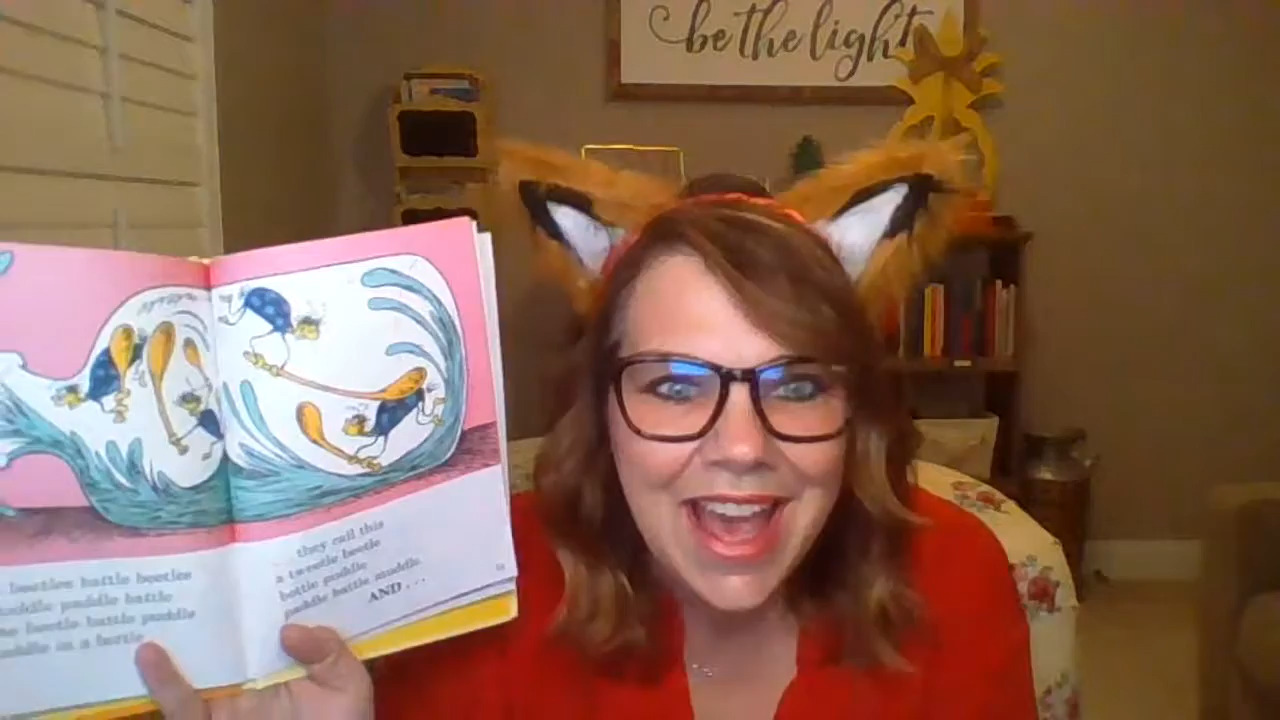 be the light
beetles battle beetles
puddle paddle battle
beetle battle puddle
in a bottle
they call this
a tweetle beetle
bottle puddle
paddle battle muddle.
AND...